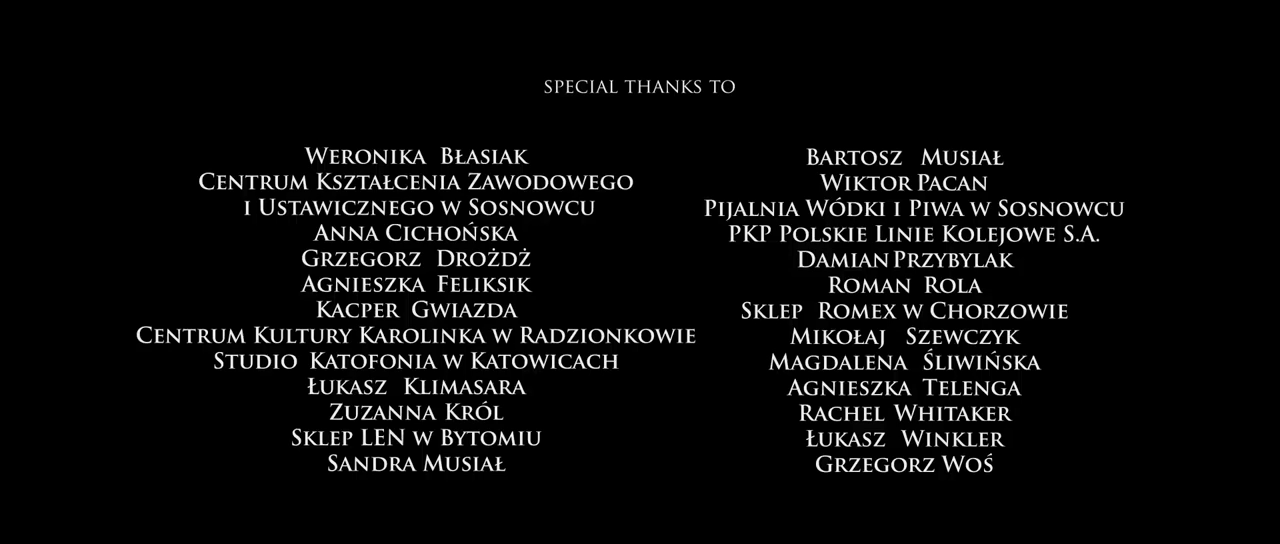 SPECIAL THANKS TO
WERONIKA BŁASIAK
CENTRUM KSZTAŁCENIA ZAWODOWEGO
I USTAWICZNEGO W SOSNOWCU
ANNA CICHOŃSKA
GRZEGORZ DROŻDŻ
AGNIESZKA FELIKSIK
KACPER GWIAZDA
CENTRUM KULTURY KAROLINKA W RADZIONKOWIE
STUDIO KATOFONIA W KATOWICACH
ŁUKASZ KLIMASARA
ZUZANNA KRÓL
SKLEP LEN W BYTOMIU
SANDRA MUSIAŁ
BARTOSZ MUSIAŁ
WIKTOR PACAN
PIJALNIA WÓDKI I PIWA W SOSNOWCU
PKP POLSKIE LINIE KOLEJOWE S.A.
DAMIAN PRZYBYLAK
ROMAN ROLA
SKLEP ROMEX W CHORZOWIE
MIKOŁAJ SZEWCZYK
MAGDALENA ŚLIWIŃSKA
AGNIESZKA TELENGA
RACHEL WHITAKER
ŁUKASZ WINKLER
GRZEGORZ WOŚ